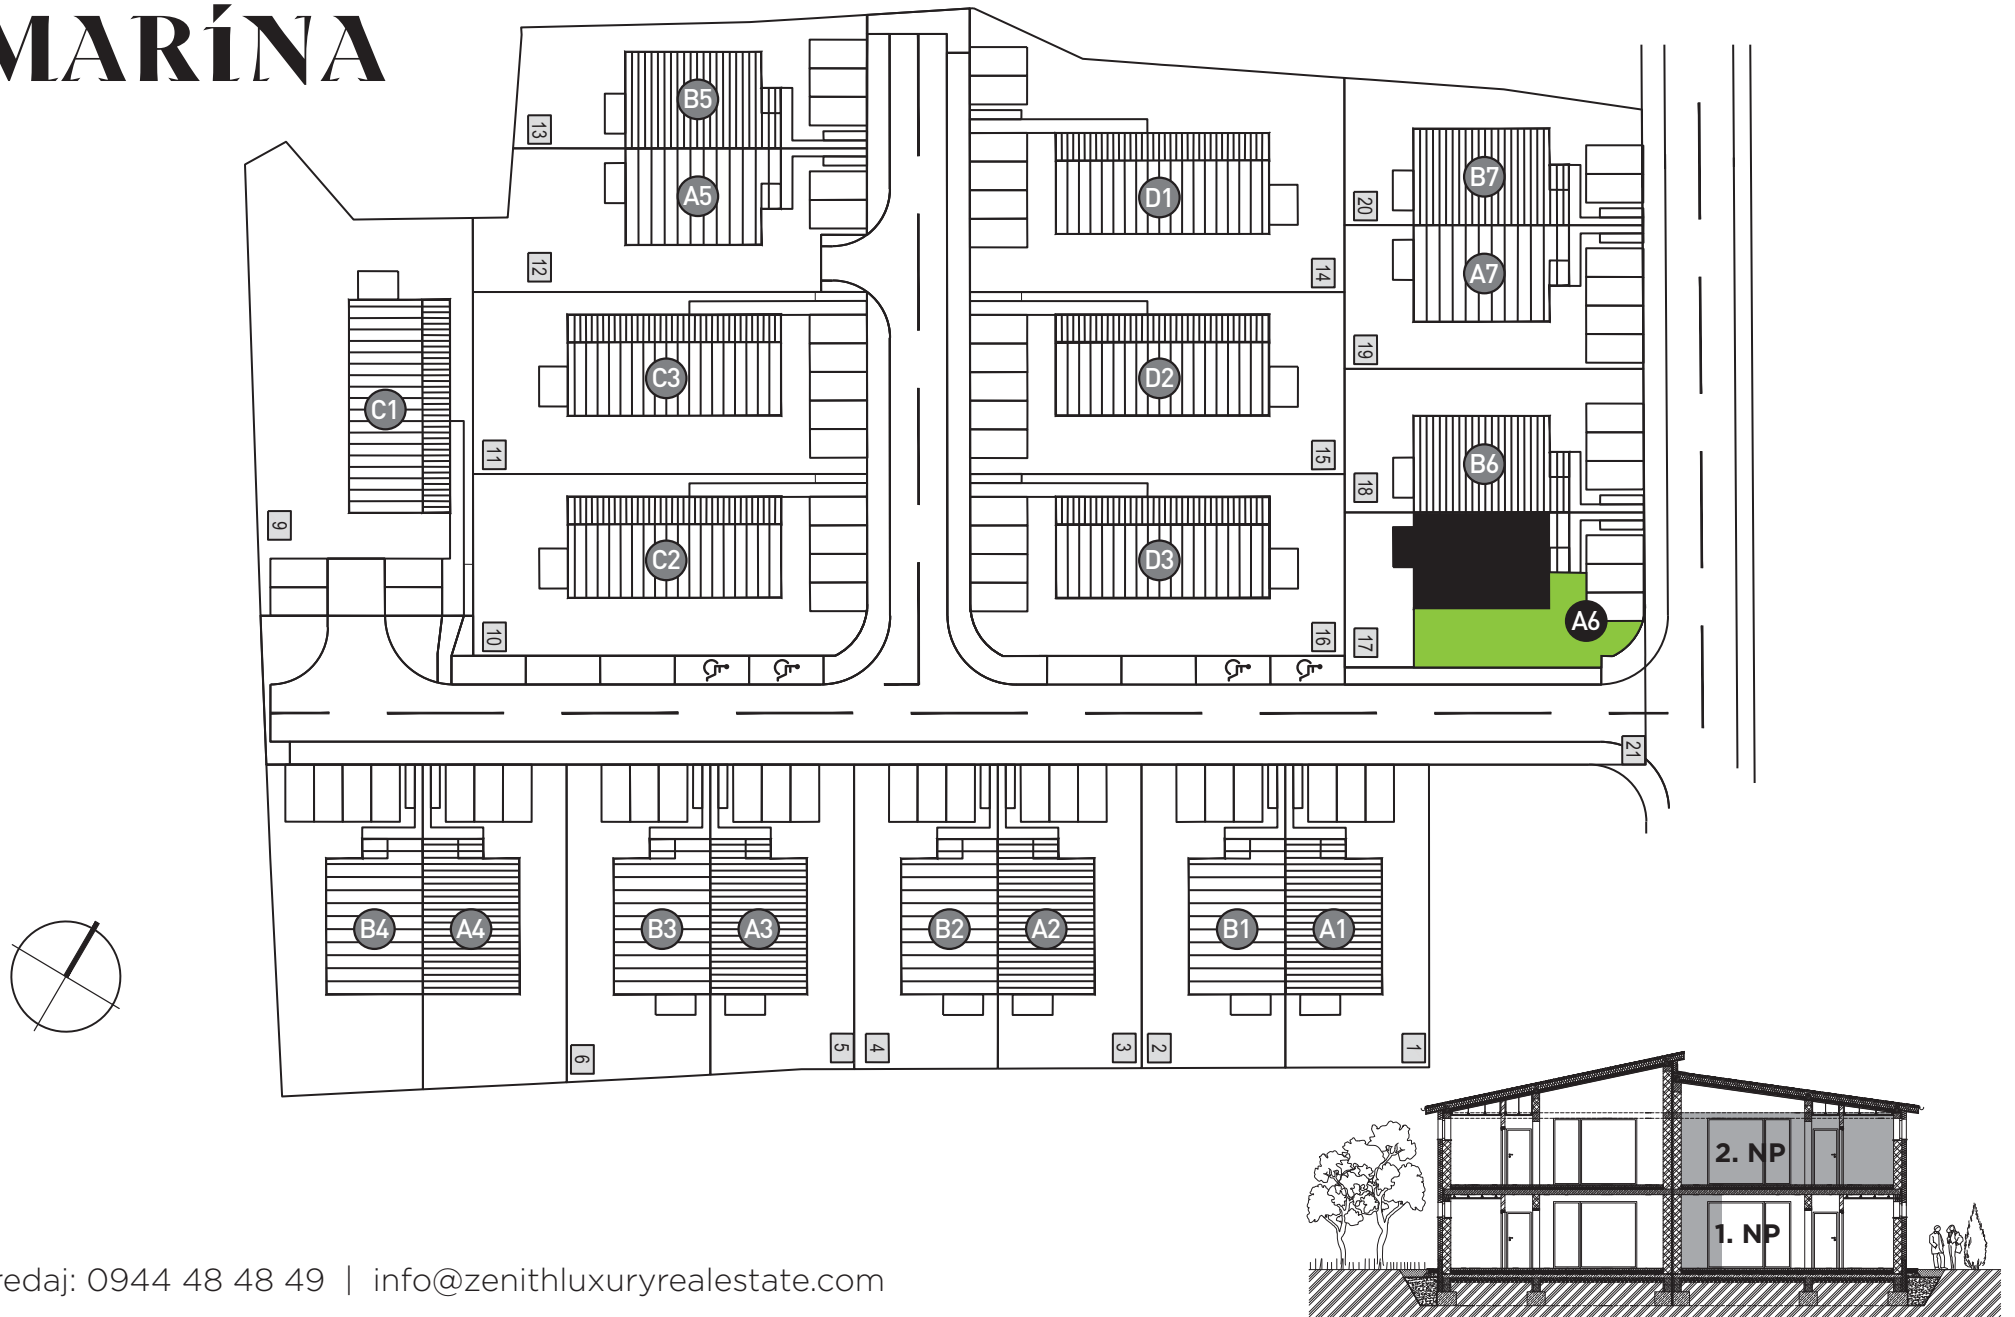 MARÍNA
B5
13
A5
12
D1
14
B7
20
A7
19
C1
9
C3
11
D2
15
B6
18
C2
10
D3
16
A6
17
21
B4
A4
B3
A3
B2
A2
B1
A1
6
5
4
3
2
1
2. NP
1. NP
redaj: 0944 48 48 49 | info@zenithluxuryrealestate.com